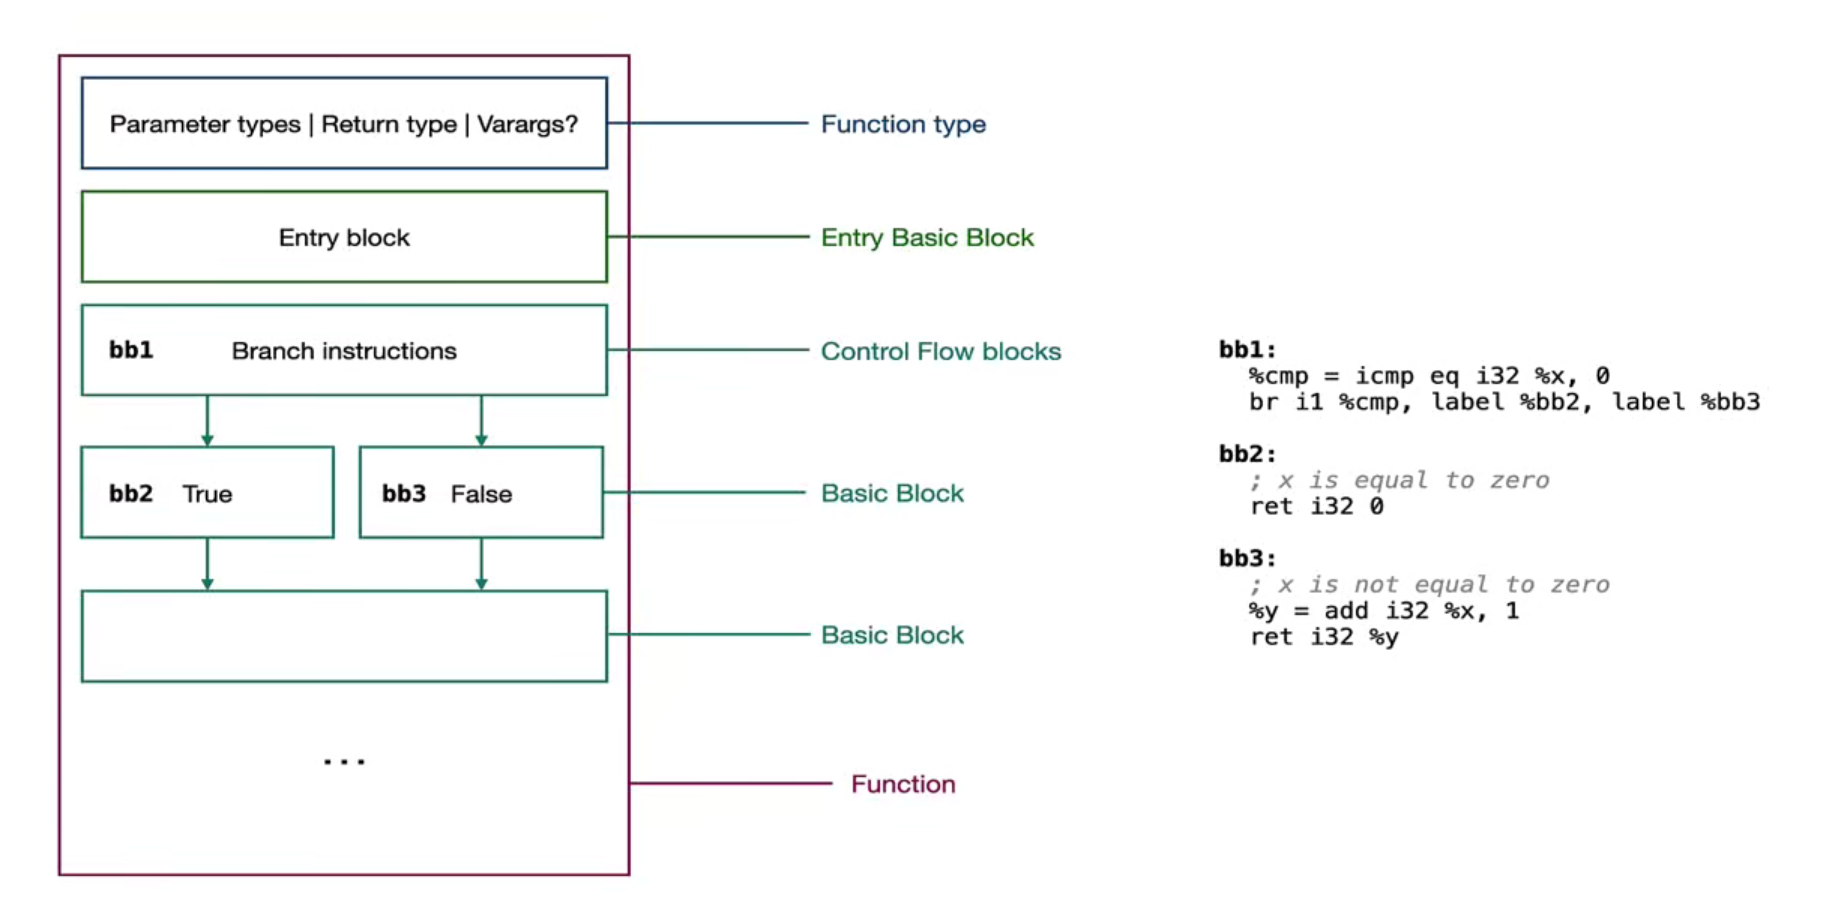 Parameter types | Return type | Varargs?
Function type
Entry block
Entry Basic Block
bb1 Branch instructions
Control Flow blocks
bb2 True
bb3 False
Basic Block
Basic Block
...
Function
bb1:
%cmp = icmp eq i32 %x, 0
br i1 %cmp, label %bb2, label %bb3
bb2:
; x is equal to zero
ret i32 0
bb3:
; x is not equal to zero
%y = add i32 %x, 1
ret i32 %y